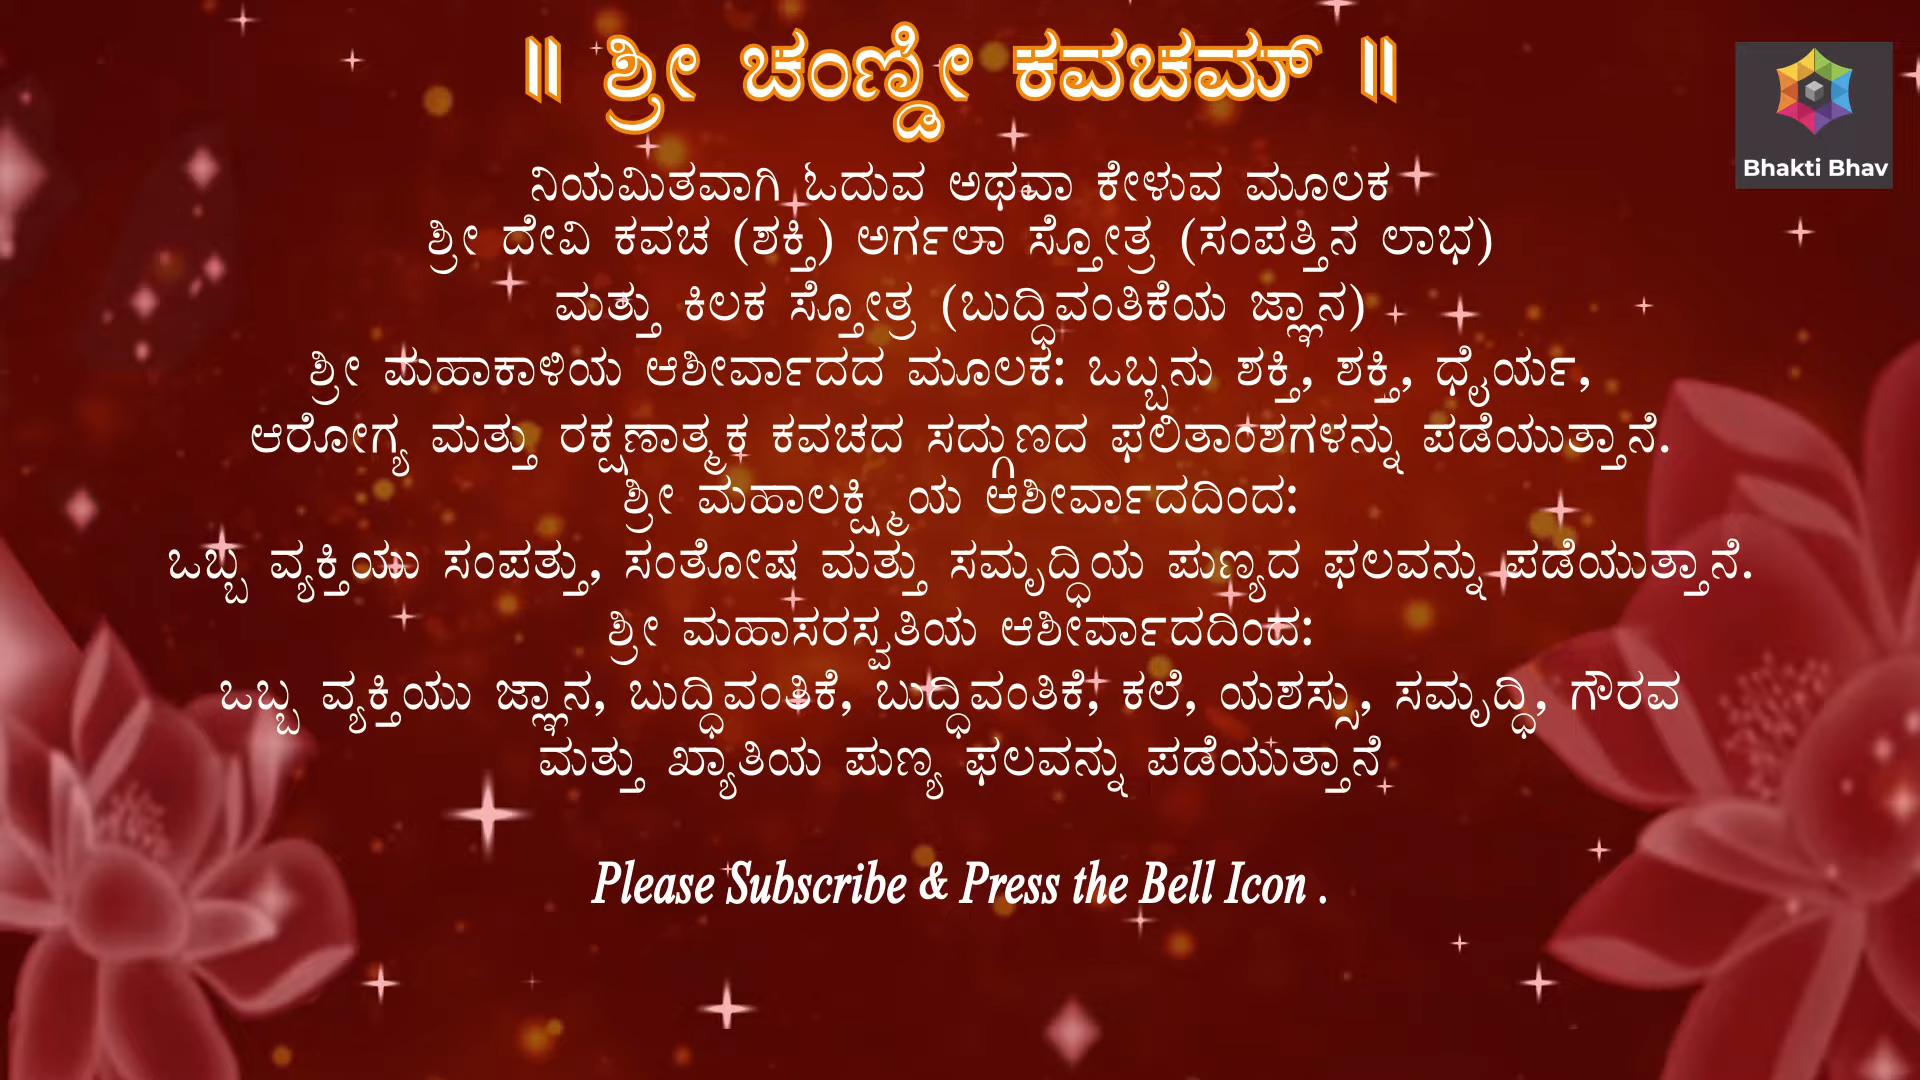 ॥ ಶ್ರೀ ಚಂಣ್ಡೀ ಕವಚಮ್ ॥
Bhakti Bhav
ನಿಯಮಿತವಾಗಿ ಓದುವ ಅಥವಾ ಕೇಳುವ ಮೂಲಕ
ಶ್ರೀ ದೇವಿ ಕವಚ (ಶಕ್ತಿ) ಅರ್ಗಲಾ ಸ್ತೋತ್ರ (ಸಂಪತ್ತಿನ ಲಾಭ)
ಮತ್ತು ಕಿಲಕ ಸ್ತೋತ್ರ (ಬುದ್ಧಿವಂತಿಕೆಯ ಜ್ಞಾನ)
ಶ್ರೀ ಮಹಾಕಾಳಿಯ ಆಶೀರ್ವಾದದ ಮೂಲಕ: ಒಬ್ಬನು ಶಕ್ತಿ, ಶಕ್ತಿ, ಧೈರ್ಯ,
ಆರೋಗ್ಯ ಮತ್ತು ರಕ್ಷಣಾತ್ಮಕ ಕವಚದ ಸದ್ಗುಣದ ಫಲಿತಾಂಶಗಳನ್ನು ಪಡೆಯುತ್ತಾನೆ.
ಶ್ರೀ ಮಹಾಲಕ್ಷ್ಮಿಯ ಆಶೀರ್ವಾದದಿಂದ:
ಒಬ್ಬ ವ್ಯಕ್ತಿಯು ಸಂಪತ್ತು, ಸಂತೋಷ ಮತ್ತು ಸಮೃದ್ಧಿಯ ಪುಣ್ಯದ ಫಲವನ್ನು ಪಡೆಯುತ್ತಾನೆ.
ಶ್ರೀ ಮಹಾಸರಸ್ವತಿಯ ಆಶೀರ್ವಾದದಿಂದ:
ಒಬ್ಬ ವ್ಯಕ್ತಿಯು ಜ್ಞಾನ, ಬುದ್ಧಿವಂತಿಕೆ, ಬುದ್ಧಿವಂತಿಕೆ, ಕಲೆ, ಯಶಸ್ಸು, ಸಮೃದ್ಧಿ, ಗೌರವ
ಮತ್ತು ಖ್ಯಾತಿಯ ಪುಣ್ಯ ಫಲವನ್ನು ಪಡೆಯುತ್ತಾನೆ
Please Subscribe & Press the Bell Icon .